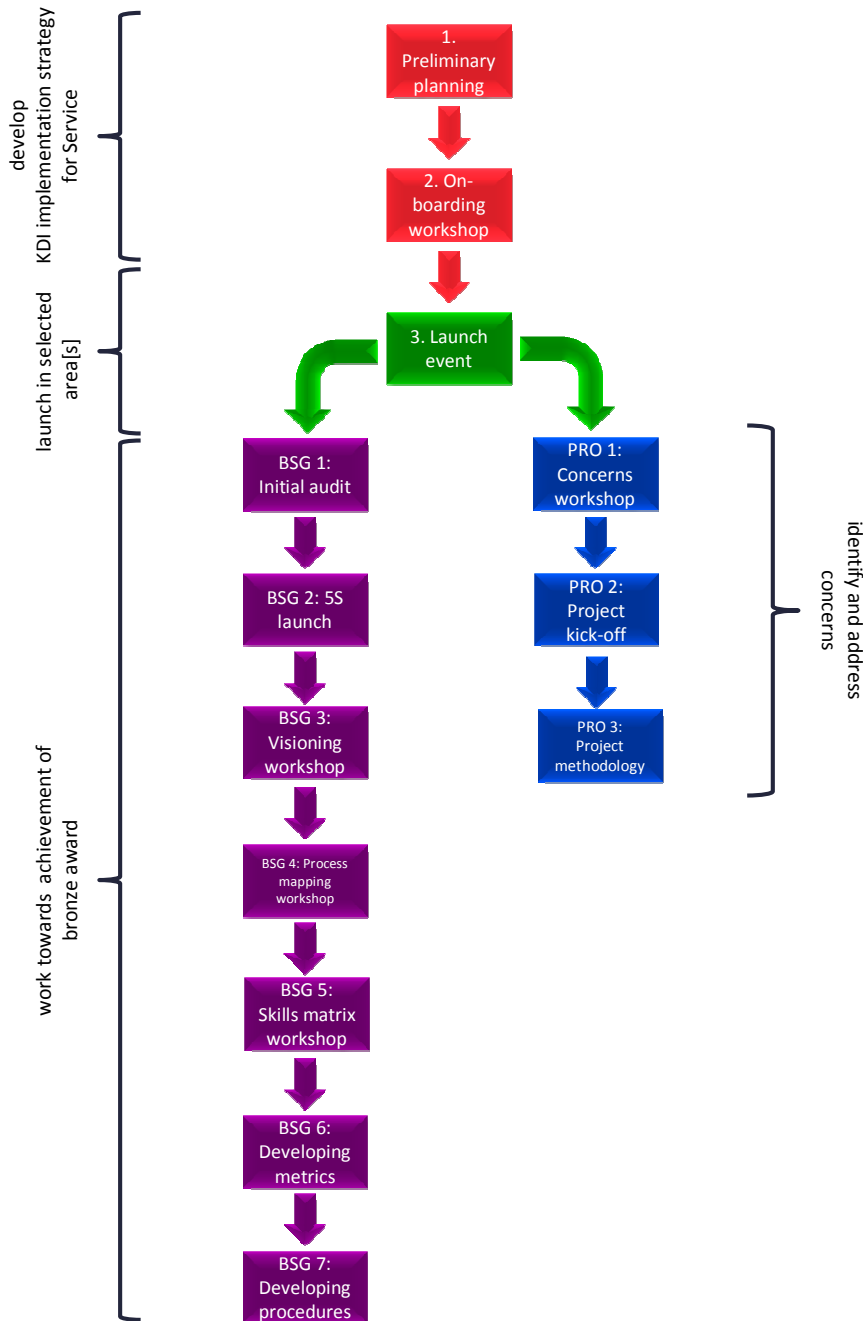 1.
Preliminary
planning
develop
KDI implementation strategy
for Service
2. On-
boarding
workshop
launch in selected
area[s]
3. Launch
event
BSG 1:
Initial audit
BSG 2: 5S
launch
BSG 3:
Visioning
workshop
BSG 4: Process
mapping
workshop
BSG 5:
Skills matrix
workshop
BSG 6:
Developing
metrics
BSG 7:
Developing
procedures
work towards achievement of
bronze award
PRO 1:
Concerns
workshop
PRO 2:
Project
kick-off
PRO 3:
Project
methodology
identify and address
concerns